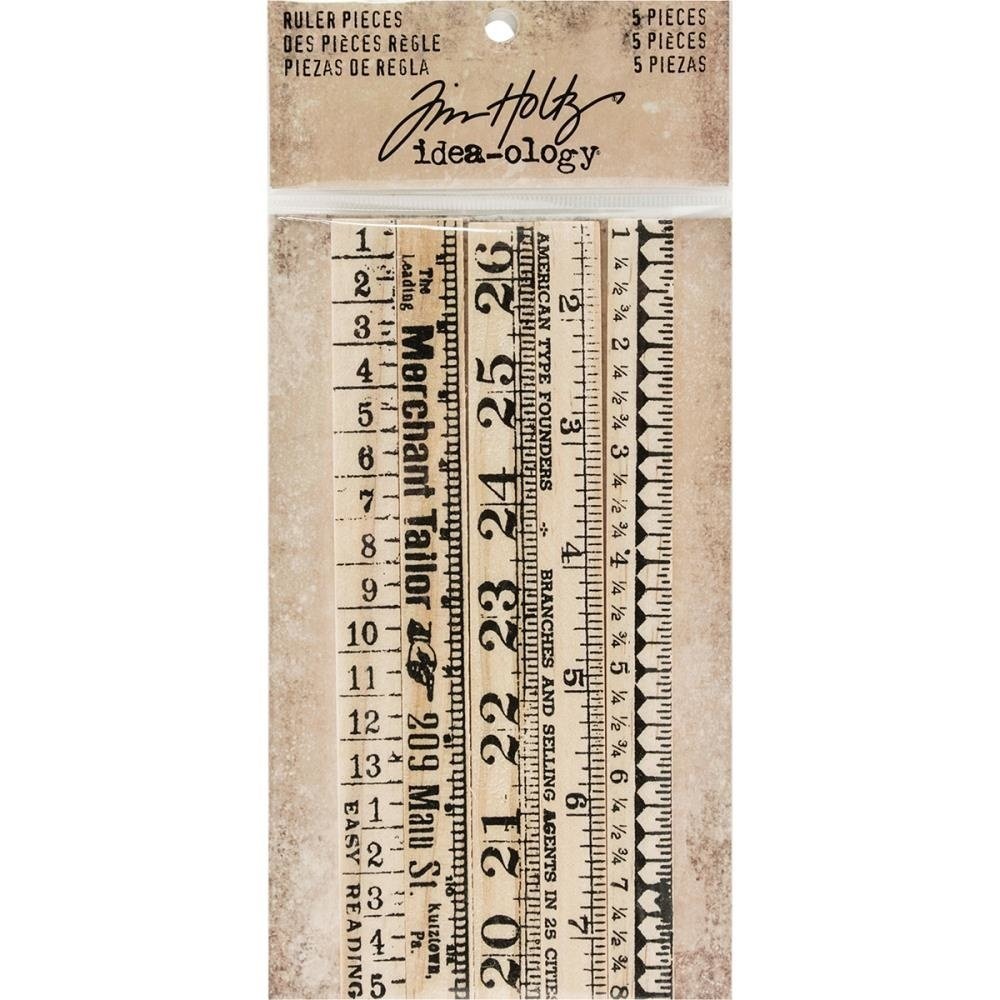 RULER PIECES
DES PIÈCES RÈGLE
PIEZAS DE REGLA
5 PIECES
5 PIÈCES
5 PIEZAS
Tim Holtz
idea-ology
1
2
3
4
5
6
7
8
9
10
11
12
13
1
2
3
4
5
EASY READING
The
Leading
Merchant Tailor
209 Main St.
Kutztown,
Pa.
26
25
24
23
22
21
20
AMERICAN TYPE FOUNDERS
BRANCHES AND SELLING AGENTS IN 25 CITIES
2
3
4
5
6
7
1 ¼ ½ ¾ 2 ¼ ½ ¾ 3 ¼ ½ ¾ 4 ¼ ½ ¾ 5 ¼ ½ ¾ 6 ¼ ½ ¾ 7 ¼ ½ ¾ 8